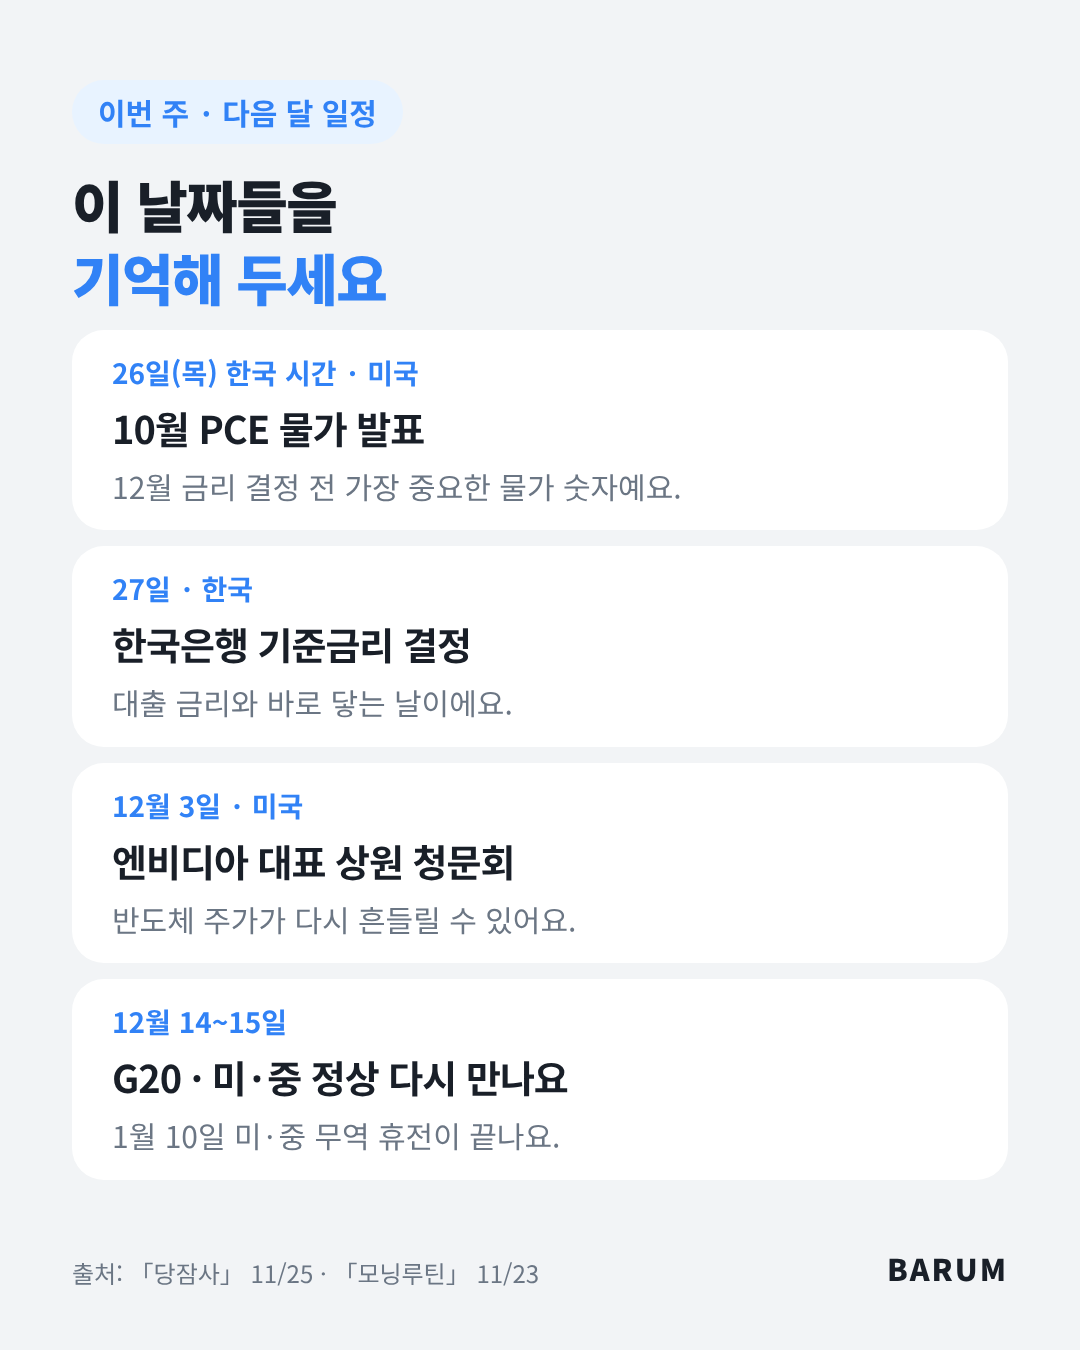 이번 주 · 다음 달 일정
이 날짜들을
기억해 두세요
26일(목) 한국 시간 · 미국
10월 PCE 물가 발표
12월 금리 결정 전 가장 중요한 물가 숫자예요.
27일 · 한국
한국은행 기준금리 결정
대출 금리와 바로 닿는 날이에요.
12월 3일 · 미국
엔비디아 대표 상원 청문회
반도체 주가가 다시 흔들릴 수 있어요.
12월 14~15일
G20 · 미·중 정상 다시 만나요
1월 10일 미·중 무역 휴전이 끝나요.
출처: 「당잠사」 11/25 · 「모닝루틴」 11/23
BARUM